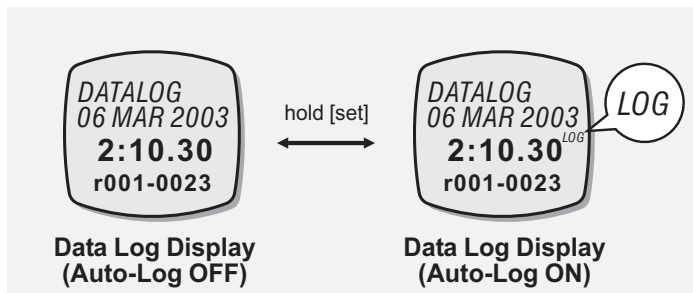 DATALOG
06 MAR 2003
2:10.30
r001-0023
Data Log Display
(Auto-Log OFF)
hold [set]
DATALOG
06 MAR 2003
LOG
2:10.30
r001-0023
LOG
Data Log Display
(Auto-Log ON)